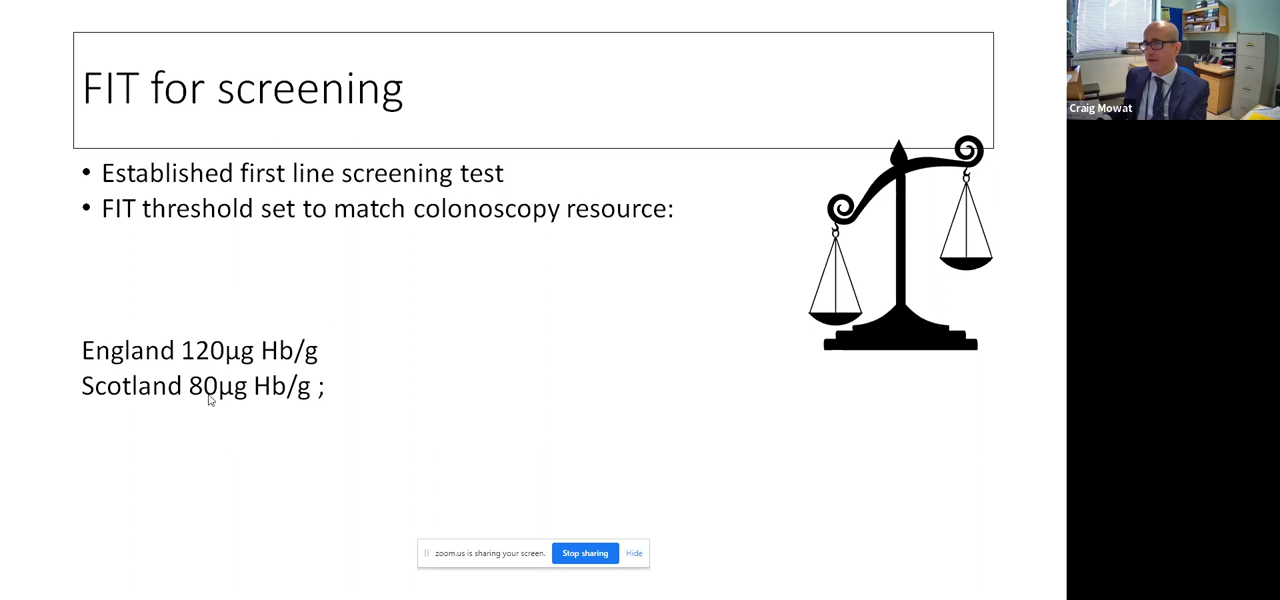 FIT for screening
• Established first line screening test
• FIT threshold set to match colonoscopy resource:
England 120µg Hb/g
Scotland 80µg Hb/g ;
zoom.us is sharing your screen. Stop sharing Hide
Craig Mowat